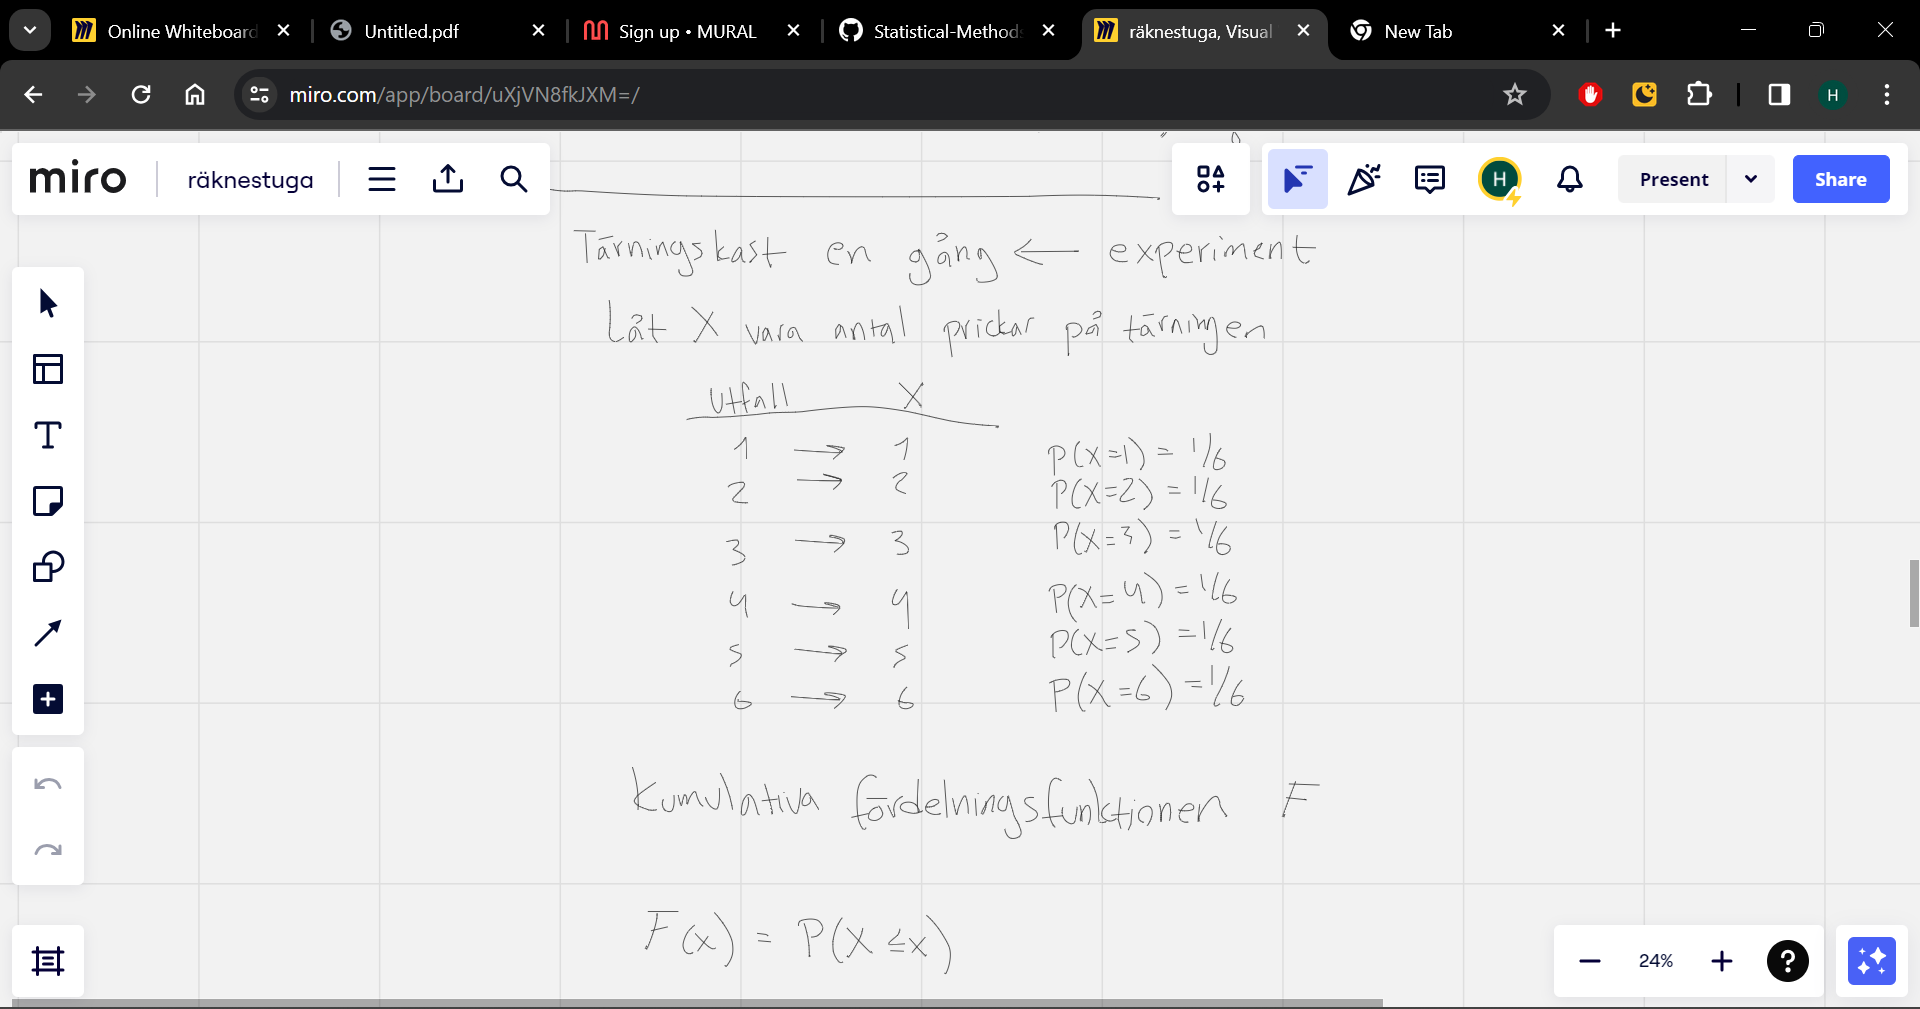 Online Whiteboard
Untitled.pdf
Sign up • MURAL
Statistical-Methods
räknestuga, Visual
New Tab
miro.com/app/board/uXjVN8fkJXM=/
H
miro
räknestuga
H
Present
Share
Tärningskast en gång ← experiment
Låt X vara antal prickar på tärningen
Utfall X
1 → 1 P(X=1) = 1/6
2 → 2 P(X=2) = 1/6
3 → 3 P(X=3) = 1/6
4 → 4 P(X=4) = 1/6
5 → 5 P(X=5) = 1/6
6 → 6 P(X=6) = 1/6
Kumulativa fördelningsfunktionen F
F(x) = P(X ≤ x)
24%
?